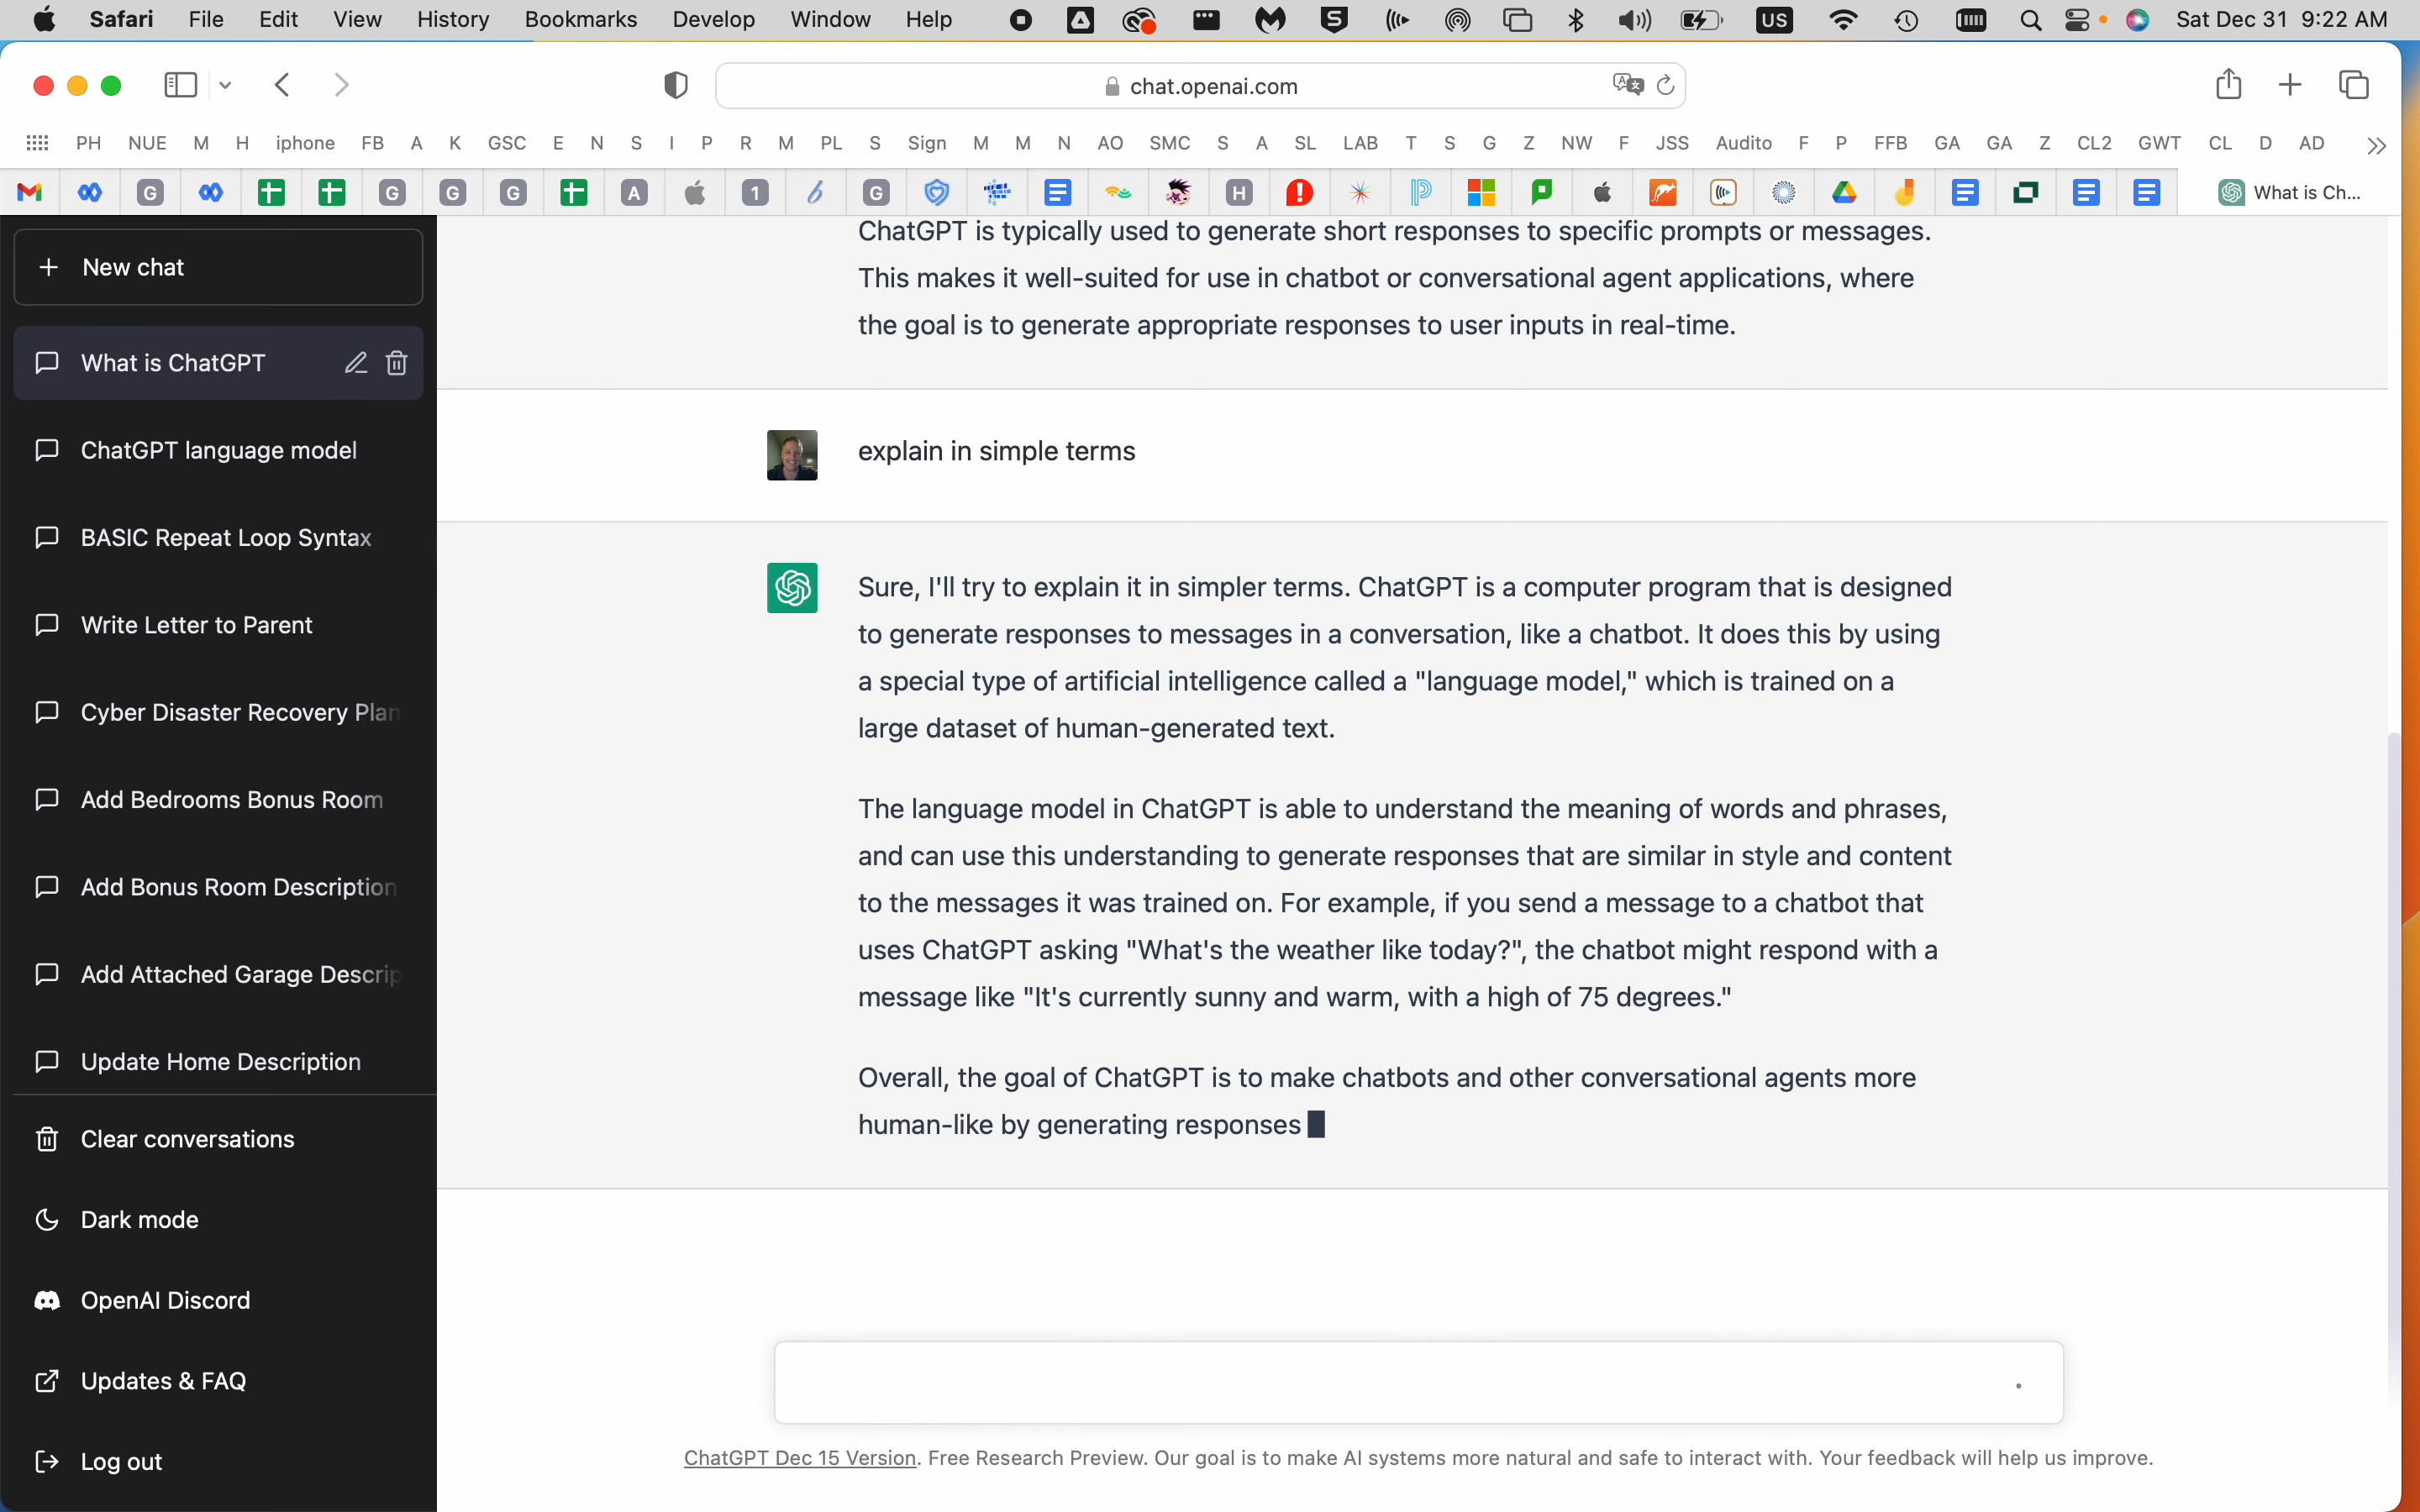 Safari File Edit View History Bookmarks Develop Window Help US Sat Dec 31 9:22 AM
chat.openai.com
PH NUE M H iphone FB A K GSC E N S I P R M PL S Sign M M N AO SMC S A SL LAB T S G Z NW F JSS Audito F P FFB GA GA Z CL2 GWT CL D AD
G G G G A 1 G H What is Ch...
New chat
What is ChatGPT
ChatGPT language model
BASIC Repeat Loop Syntax
Write Letter to Parent
Cyber Disaster Recovery Plan
Add Bedrooms Bonus Room
Add Bonus Room Description
Add Attached Garage Descrip
Update Home Description
Clear conversations
Dark mode
OpenAI Discord
Updates & FAQ
Log out
ChatGPT is typically used to generate short responses to specific prompts or messages.
This makes it well-suited for use in chatbot or conversational agent applications, where
the goal is to generate appropriate responses to user inputs in real-time.
explain in simple terms
Sure, I'll try to explain it in simpler terms. ChatGPT is a computer program that is designed
to generate responses to messages in a conversation, like a chatbot. It does this by using
a special type of artificial intelligence called a "language model," which is trained on a
large dataset of human-generated text.
The language model in ChatGPT is able to understand the meaning of words and phrases,
and can use this understanding to generate responses that are similar in style and content
to the messages it was trained on. For example, if you send a message to a chatbot that
uses ChatGPT asking "What's the weather like today?", the chatbot might respond with a
message like "It's currently sunny and warm, with a high of 75 degrees."
Overall, the goal of ChatGPT is to make chatbots and other conversational agents more
human-like by generating responses
ChatGPT Dec 15 Version. Free Research Preview. Our goal is to make AI systems more natural and safe to interact with. Your feedback will help us improve.